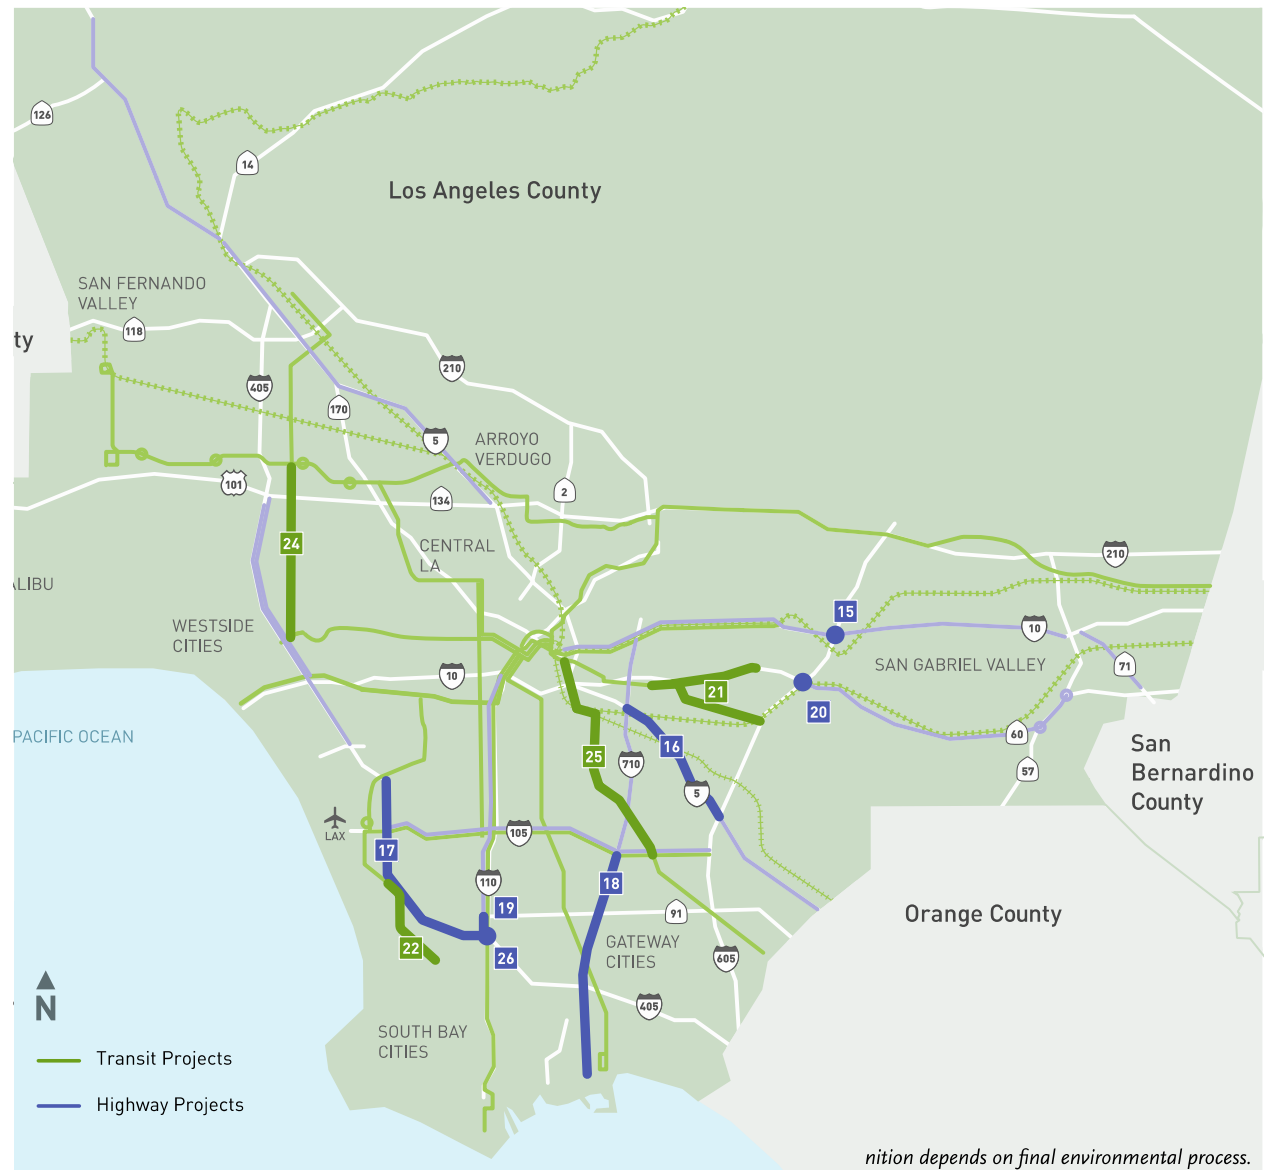 126
14
Los Angeles County
SAN FERNANDO
VALLEY
118
ty
210
405
170
5
ARROYO
VERDUGO
101
134
2
24
CENTRAL
LA
210
ALIBU
15
WESTSIDE
CITIES
10
SAN GABRIEL VALLEY
71
10
21
20
PACIFIC OCEAN
16
60
San
Bernardino
County
25
710
57
5
LAX
105
17
110
18
19
91
Orange County
22
26
GATEWAY
CITIES
605
N
405
SOUTH BAY
CITIES
Transit Projects
Highway Projects
nition depends on final environmental process.